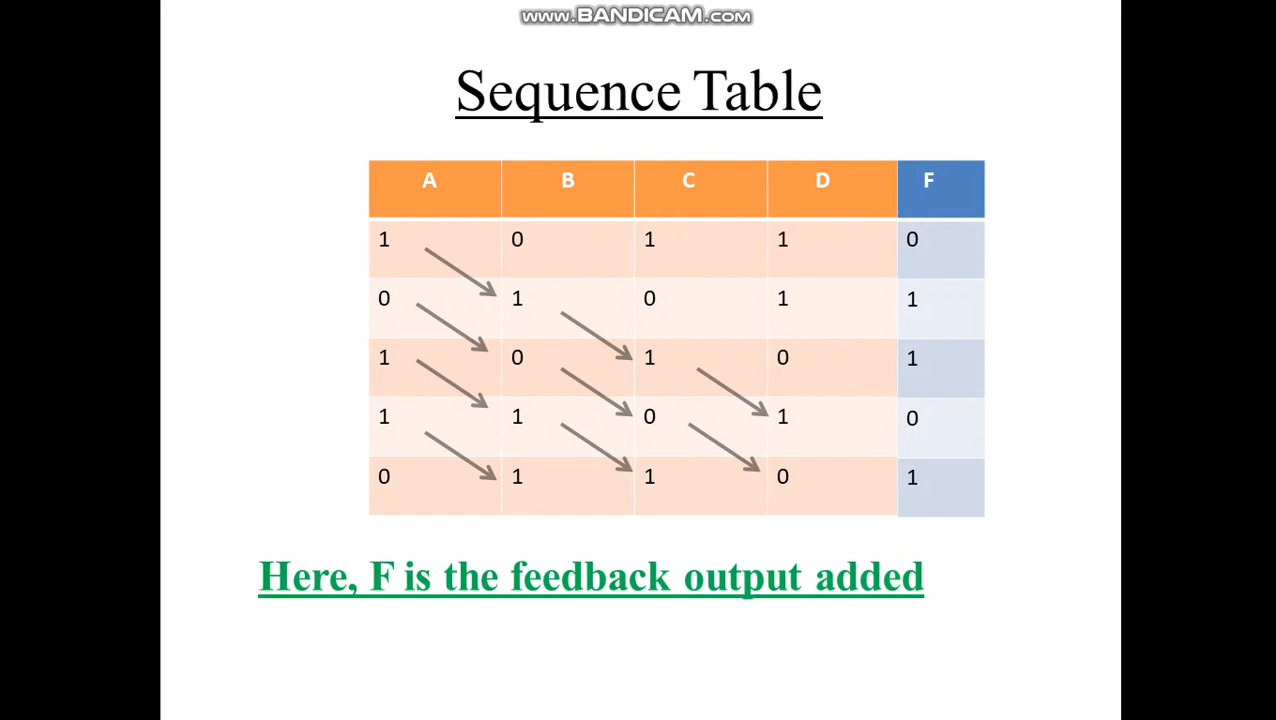 www.BANDICAM.com
Sequence Table
A B C D F
1 0 1 1 0
0 1 0 1 1
1 0 1 0 1
1 1 0 1 0
0 1 1 0 1
Here, F is the feedback output added